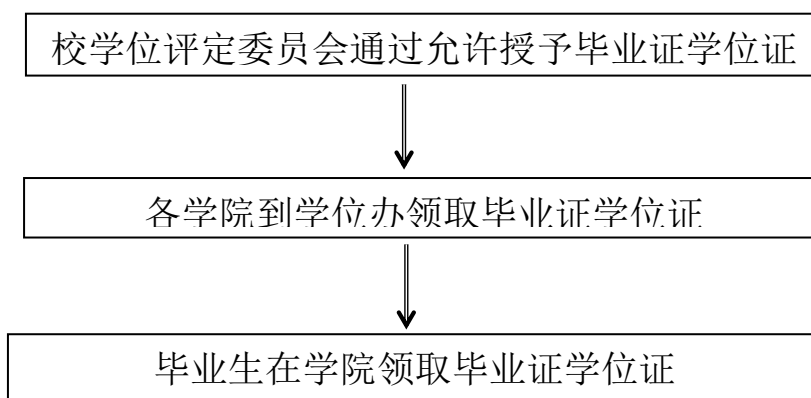 校学位评定委员会通过允许授予毕业证学位证
各学院到学位办领取毕业证学位证
毕业生在学院领取毕业证学位证